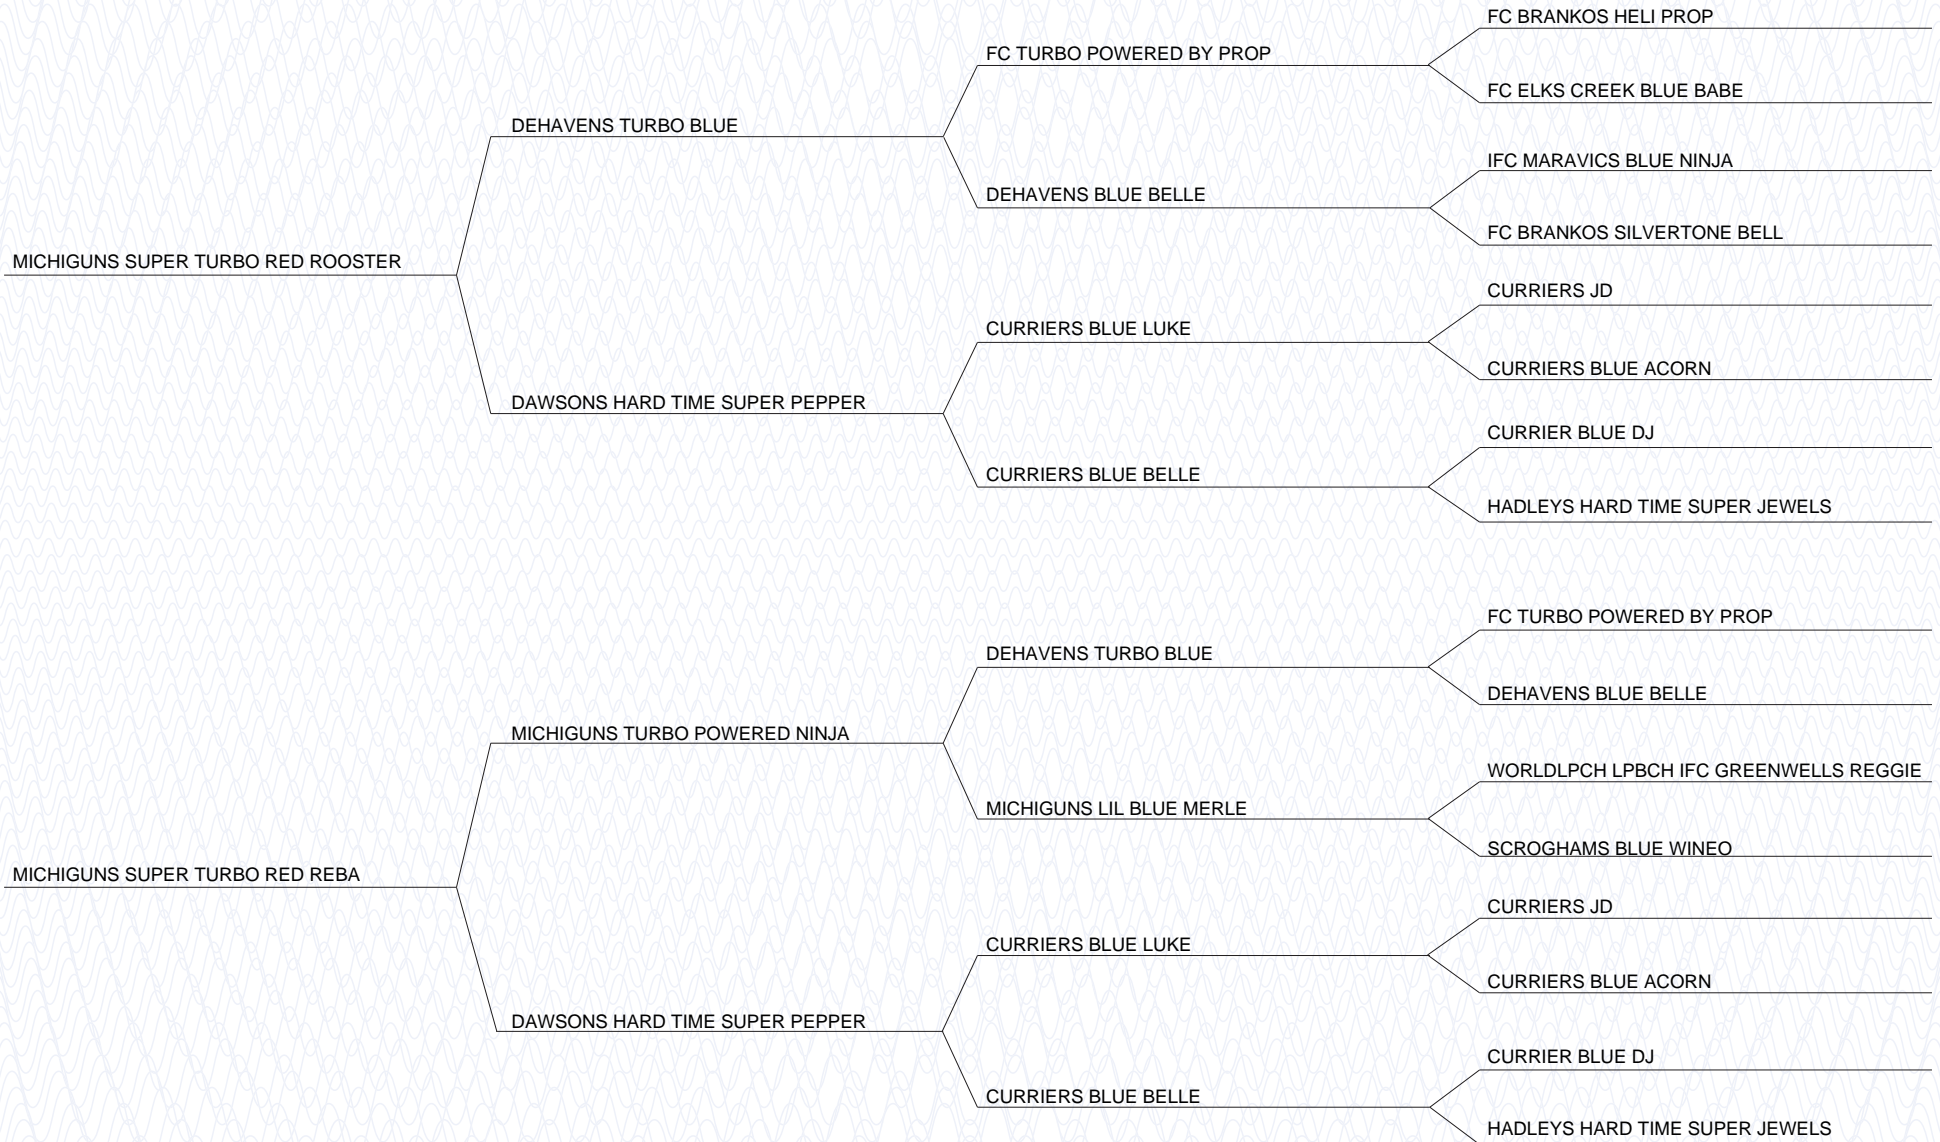 FC BRANKOS HELI PROP
FC TURBO POWERED BY PROP
FC ELKS CREEK BLUE BABE
DEHAVENS TURBO BLUE
IFC MARAVICS BLUE NINJA
DEHAVENS BLUE BELLE
FC BRANKOS SILVERTONE BELL
MICHIGUNS SUPER TURBO RED ROOSTER
CURRIERS JD
CURRIERS BLUE LUKE
CURRIERS BLUE ACORN
DAWSONS HARD TIME SUPER PEPPER
CURRIER BLUE DJ
CURRIERS BLUE BELLE
HADLEYS HARD TIME SUPER JEWELS
FC TURBO POWERED BY PROP
DEHAVENS TURBO BLUE
DEHAVENS BLUE BELLE
MICHIGUNS TURBO POWERED NINJA
WORLDLPCH LPBCH IFC GREENWELLS REGGIE
MICHIGUNS LIL BLUE MERLE
SCROGHAMS BLUE WINEO
MICHIGUNS SUPER TURBO RED REBA
CURRIERS JD
CURRIERS BLUE LUKE
CURRIERS BLUE ACORN
DAWSONS HARD TIME SUPER PEPPER
CURRIER BLUE DJ
CURRIERS BLUE BELLE
HADLEYS HARD TIME SUPER JEWELS